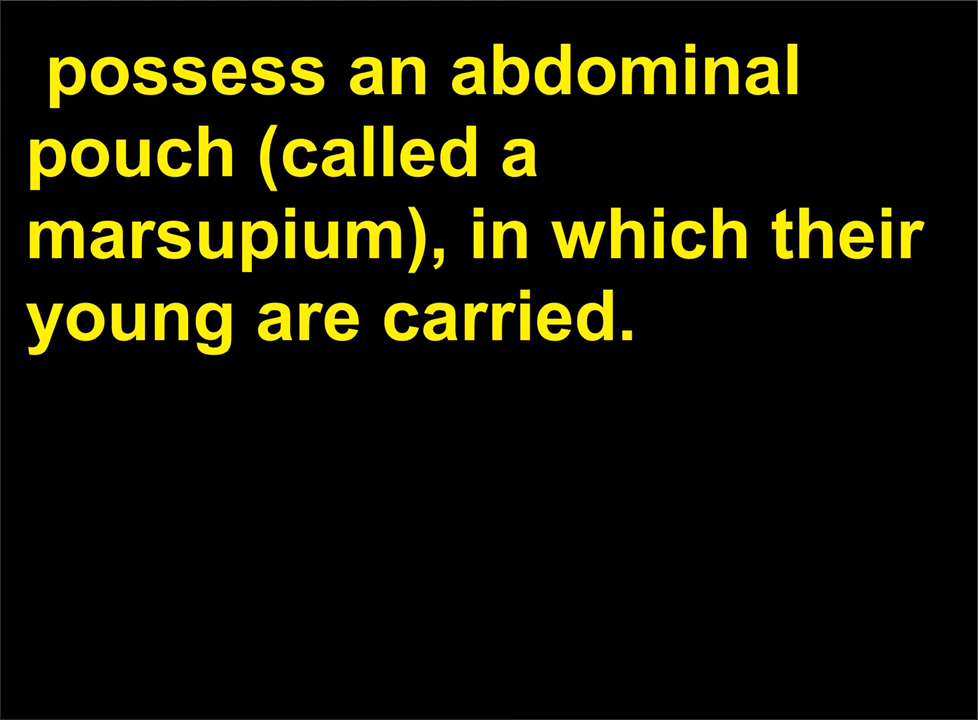 possess an abdominal
pouch (called a
marsupium), in which their
young are carried.